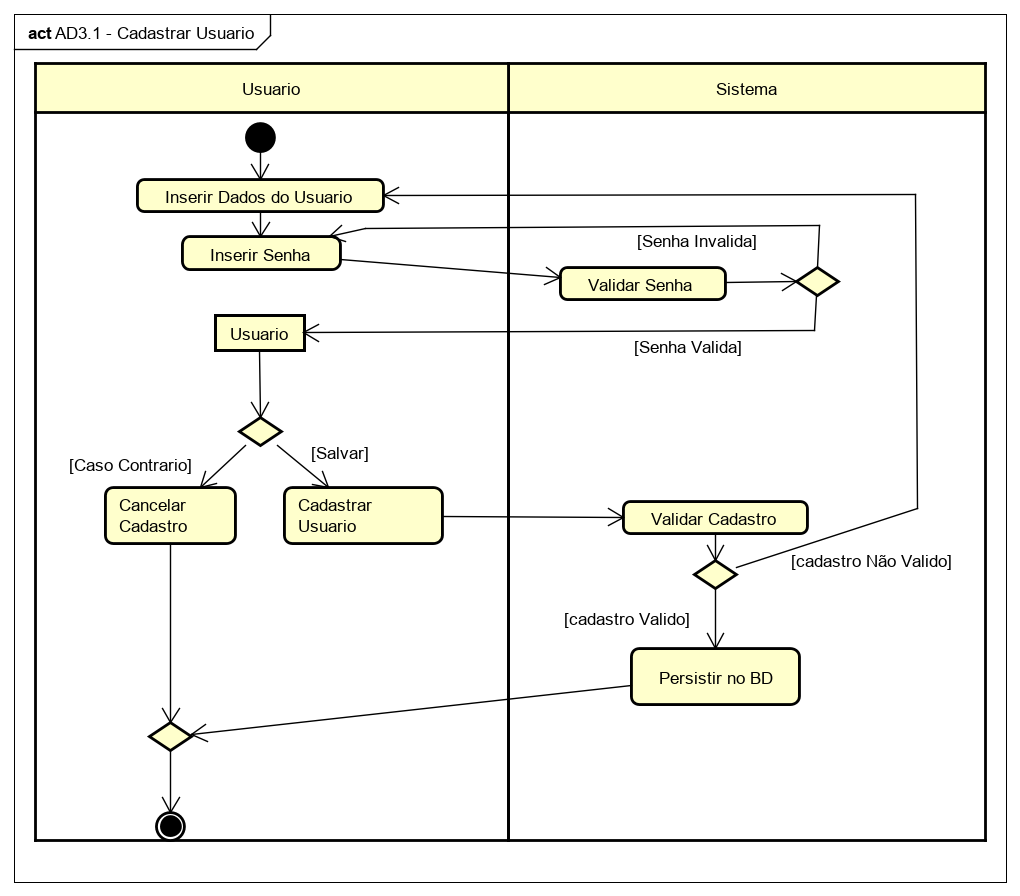 act AD3.1 - Cadastrar Usuario
Usuario
Sistema
Inserir Dados do Usuario
Inserir Senha
[Senha Invalida]
Validar Senha
Usuario
[Senha Valida]
[Salvar]
[Caso Contrario]
Cancelar
Cadastro
Cadastrar
Usuario
Validar Cadastro
[cadastro Não Valido]
[cadastro Valido]
Persistir no BD